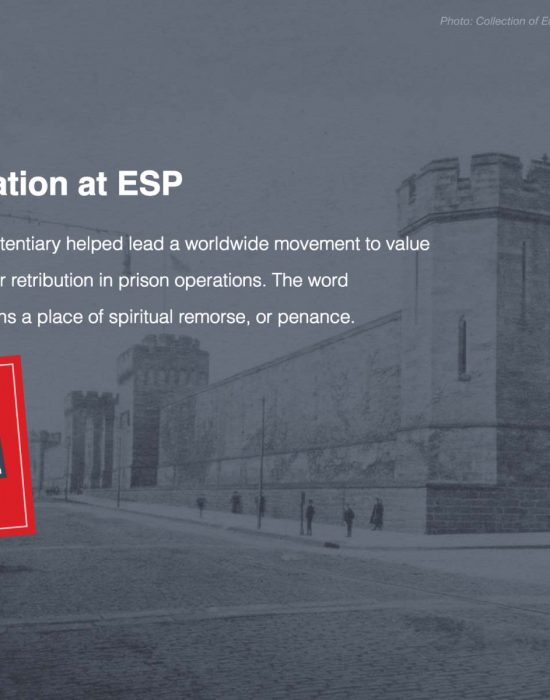 Photo: Collection of E
ation at ESP
tentiary helped lead a worldwide movement to value
r retribution in prison operations. The word
ns a place of spiritual remorse, or penance.